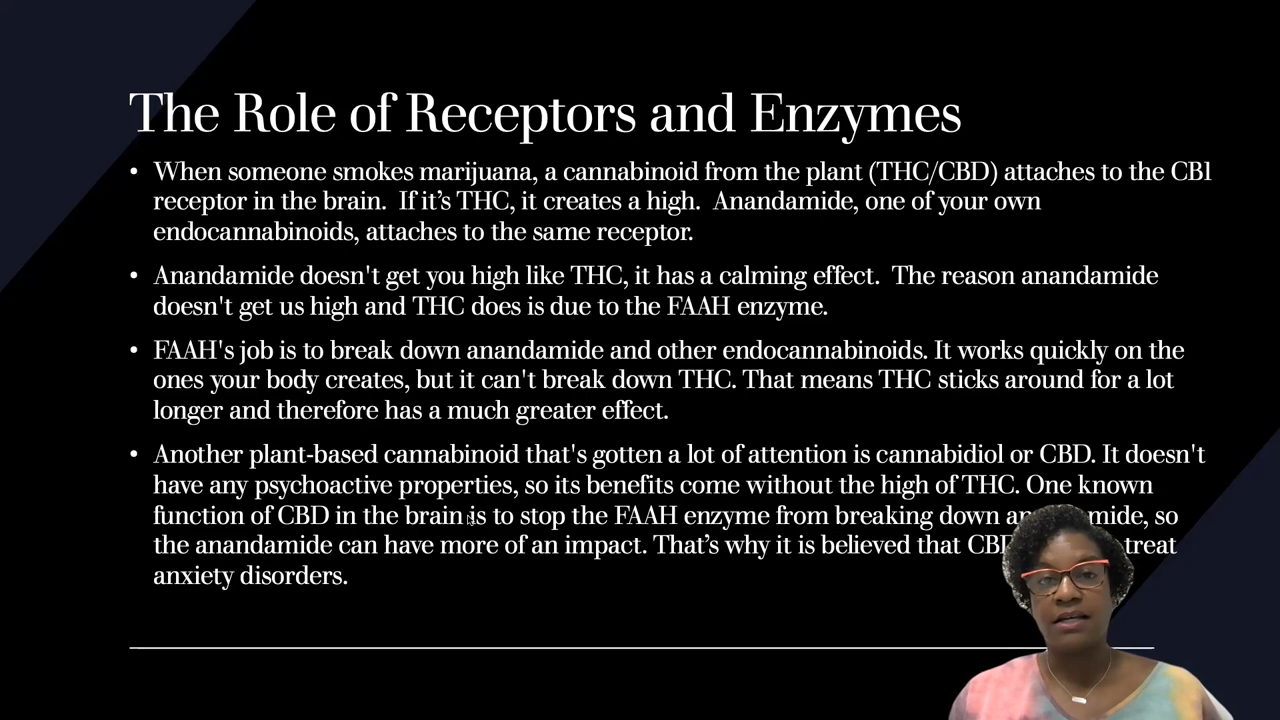 The Role of Receptors and Enzymes
• When someone smokes marijuana, a cannabinoid from the plant (THC/CBD) attaches to the CB1
receptor in the brain.  If it’s THC, it creates a high.  Anandamide, one of your own
endocannabinoids, attaches to the same receptor.
• Anandamide doesn't get you high like THC, it has a calming effect.  The reason anandamide
doesn't get us high and THC does is due to the FAAH enzyme.
• FAAH's job is to break down anandamide and other endocannabinoids. It works quickly on the
ones your body creates, but it can't break down THC. That means THC sticks around for a lot
longer and therefore has a much greater effect.
• Another plant-based cannabinoid that's gotten a lot of attention is cannabidiol or CBD. It doesn't
have any psychoactive properties, so its benefits come without the high of THC. One known
function of CBD in the brain is to stop the FAAH enzyme from breaking down so
the anandamide can have more of an impact. That’s why it is believed that treat
anxiety disorders.